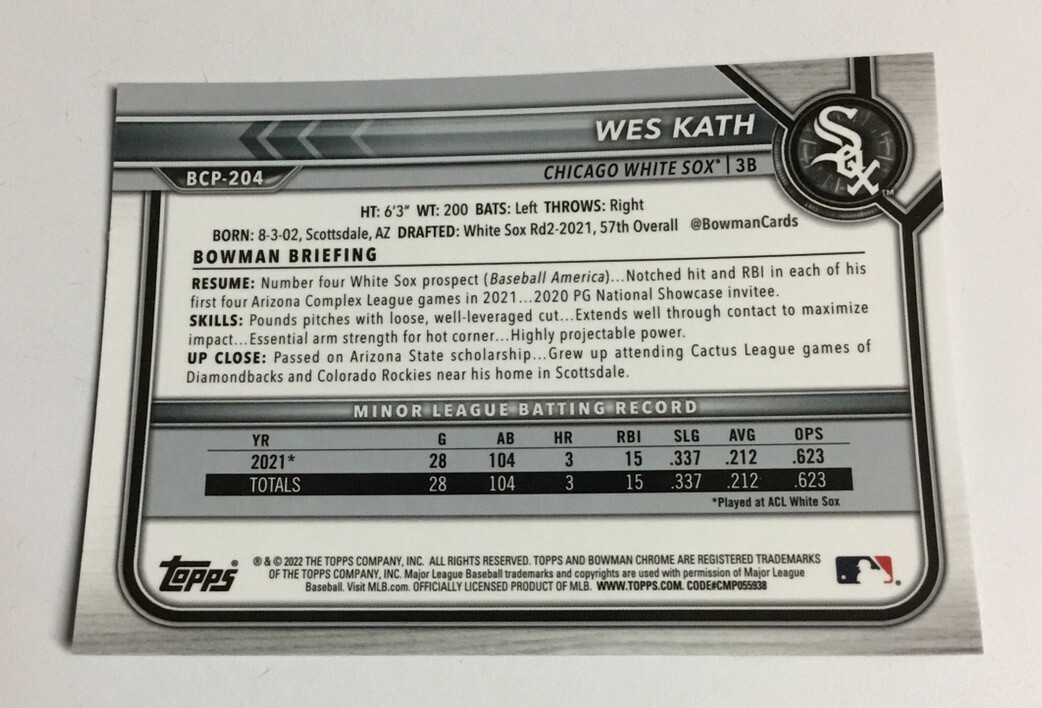 WES KATH
Sox
TM
BCP-204
CHICAGO WHITE SOX® | 3B
HT: 6'3" WT: 200 BATS: Left THROWS: Right
BORN: 8-3-02, Scottsdale, AZ DRAFTED: White Sox Rd2-2021, 57th Overall @BowmanCards
BOWMAN BRIEFING
RESUME: Number four White Sox prospect (Baseball America)...Notched hit and RBI in each of his
first four Arizona Complex League games in 2021...2020 PG National Showcase invitee.
SKILLS: Pounds pitches with loose, well-leveraged cut...Extends well through contact to maximize
impact...Essential arm strength for hot corner...Highly projectable power.
UP CLOSE: Passed on Arizona State scholarship...Grew up attending Cactus League games of
Diamondbacks and Colorado Rockies near his home in Scottsdale.
MINOR LEAGUE BATTING RECORD
YR G AB HR RBI SLG AVG OPS
2021* 28 104 3 15 .337 .212 .623
TOTALS 28 104 3 15 .337 .212 .623
*Played at ACL White Sox
Topps®
® & © 2022 THE TOPPS COMPANY, INC. ALL RIGHTS RESERVED. TOPPS AND BOWMAN CHROME ARE REGISTERED TRADEMARKS
OF THE TOPPS COMPANY, INC. Major League Baseball trademarks and copyrights are used with permission of Major League
Baseball. Visit MLB.com. OFFICIALLY LICENSED PRODUCT OF MLB. WWW.TOPPS.COM. CODE#CMP055938